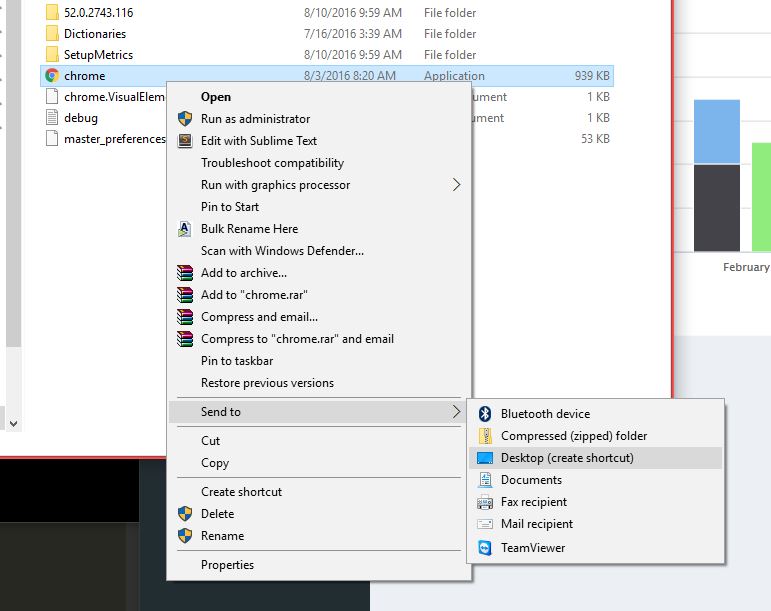 52.0.2743.116 8/10/2016 9:59 AM File folder
Dictionaries 7/16/2016 3:39 AM File folder
SetupMetrics 8/10/2016 9:59 AM File folder
chrome 8/3/2016 8:20 AM Application 939 KB
chrome.VisualElem 1 KB
debug 1 KB
master_preferences 53 KB
Open
Run as administrator
Edit with Sublime Text
Troubleshoot compatibility
Run with graphics processor
Pin to Start
Bulk Rename Here
Scan with Windows Defender...
Add to archive...
Add to "chrome.rar"
Compress and email...
Compress to "chrome.rar" and email
Pin to taskbar
Restore previous versions
Send to
Cut
Copy
Create shortcut
Delete
Rename
Properties
Bluetooth device
Compressed (zipped) folder
Desktop (create shortcut)
Documents
Fax recipient
Mail recipient
TeamViewer
February